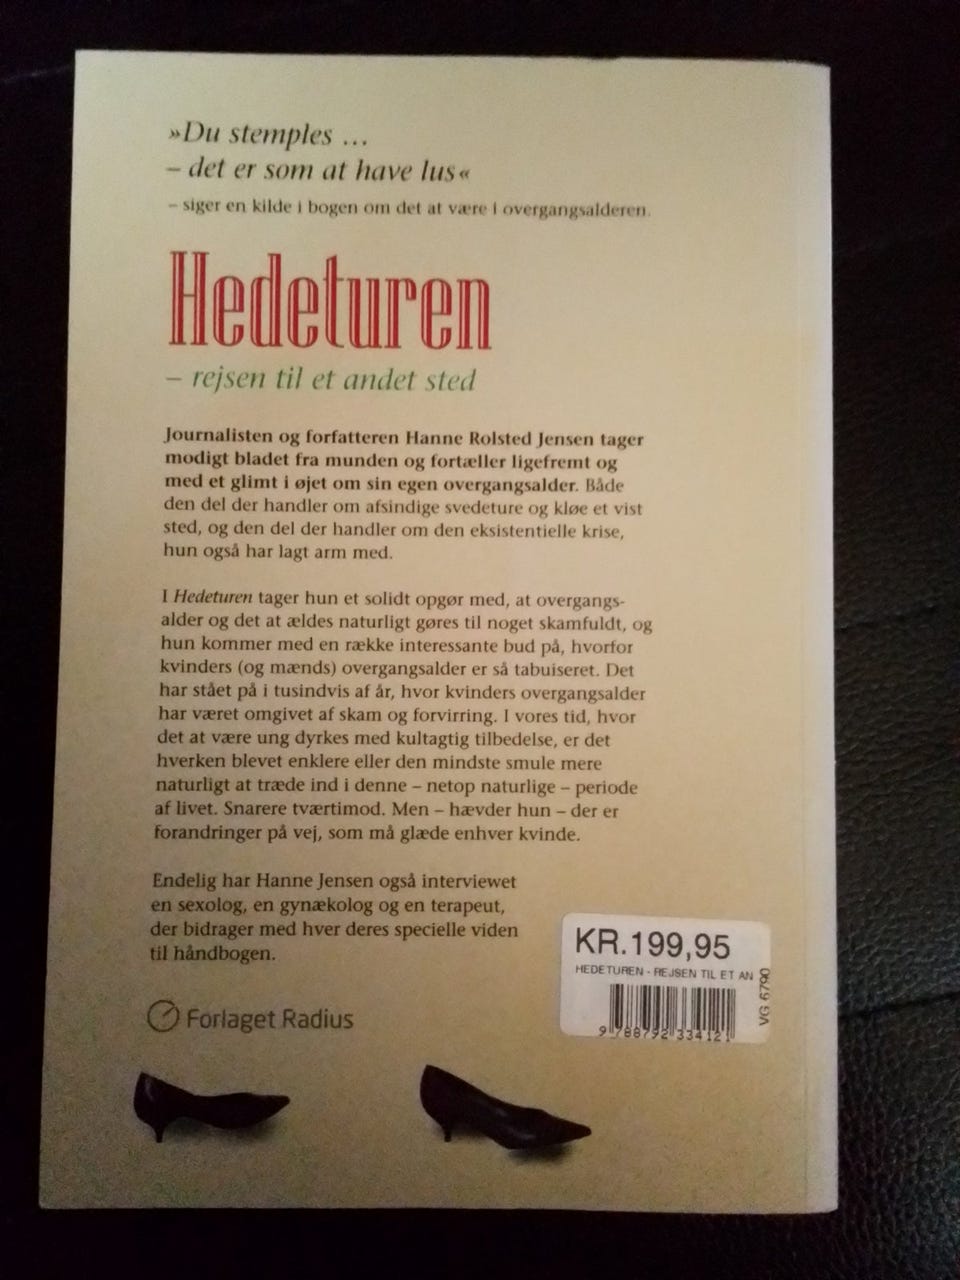 »Du stemples ...
– det er som at have lus«
– siger en kilde i bogen om det at være i overgangsalderen.
Hedeturen
– rejsen til et andet sted
Journalisten og forfatteren Hanne Rolsted Jensen tager
modigt bladet fra munden og fortæller ligefremt og
med et glimt i øjet om sin egen overgangsalder. Både
den del der handler om afsindige svedeture og kløe et vist
sted, og den del der handler om den eksistentielle krise,
hun også har lagt arm med.
I Hedeturen tager hun et solidt opgør med, at overgangs-
alder og det at ældes naturligt gøres til noget skamfuldt, og
hun kommer med en række interessante bud på, hvorfor
kvinders (og mænds) overgangsalder er så tabuiseret. Det
har stået på i tusindvis af år, hvor kvinders overgangsalder
har været omgivet af skam og forvirring. I vores tid, hvor
det at være ung dyrkes med kultagtig tilbedelse, er det
hverken blevet enklere eller den mindste smule mere
naturligt at træde ind i denne – netop naturlige – periode
af livet. Snarere tværtimod. Men – hævder hun – der er
forandringer på vej, som må glæde enhver kvinde.
Endelig har Hanne Jensen også interviewet
en sexolog, en gynækolog og en terapeut,
der bidrager med hver deres specielle viden
til håndbogen.
Forlaget Radius
KR.199,95
HEDETUREN - REJSEN TIL ET AN
9 788792 334121
VG 6790